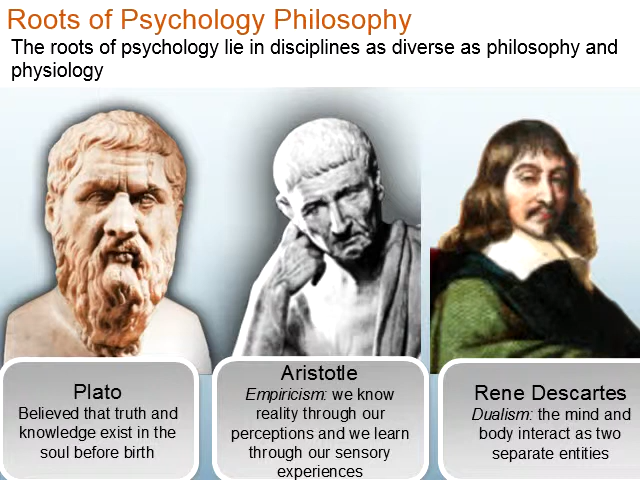 Roots of Psychology Philosophy
The roots of psychology lie in disciplines as diverse as philosophy and
physiology
Plato
Believed that truth and
knowledge exist in the
soul before birth
Aristotle
Empiricism: we know
reality through our
perceptions and we learn
through our sensory
experiences
Rene Descartes
Dualism: the mind and
body interact as two
separate entities